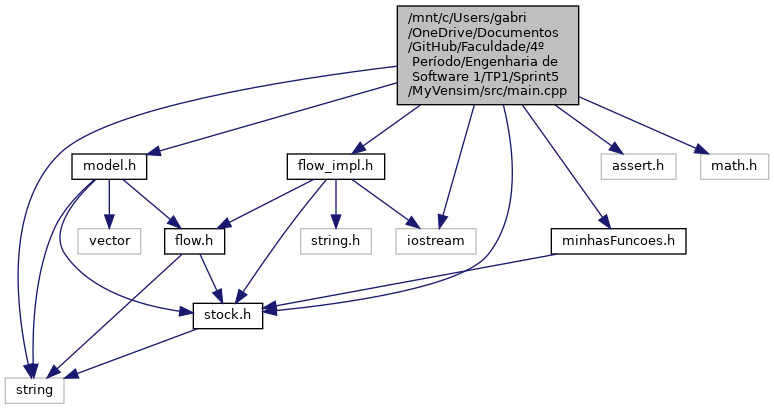 /mnt/c/Users/gabri
/OneDrive/Documentos
/GitHub/Faculdade/4º
Período/Engenharia de
Software 1/TP1/Sprint5
/MyVensim/src/main.cpp
model.h
flow_impl.h
assert.h
math.h
vector
flow.h
string.h
iostream
minhasFuncoes.h
stock.h
string